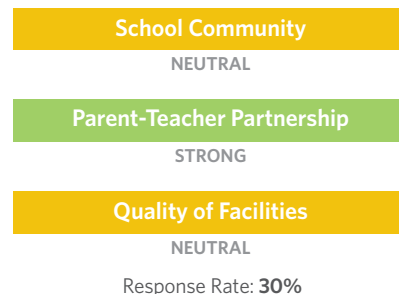 School Community
NEUTRAL
Parent-Teacher Partnership
STRONG
Quality of Facilities
NEUTRAL
Response Rate: 30%